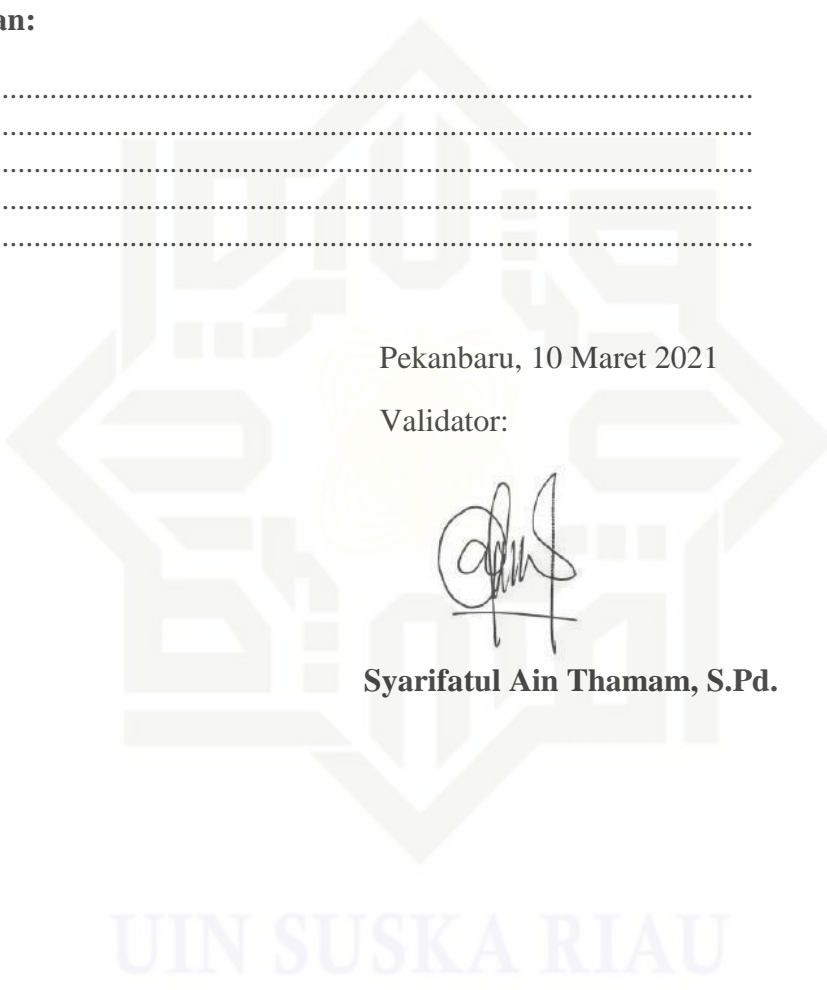 an:
..............................................................................................
..............................................................................................
..............................................................................................
..............................................................................................
..............................................................................................
Pekanbaru, 10 Maret 2021
Validator:
Syarifatul Ain Thamam, S.Pd.
UIN SUSKA RIAU